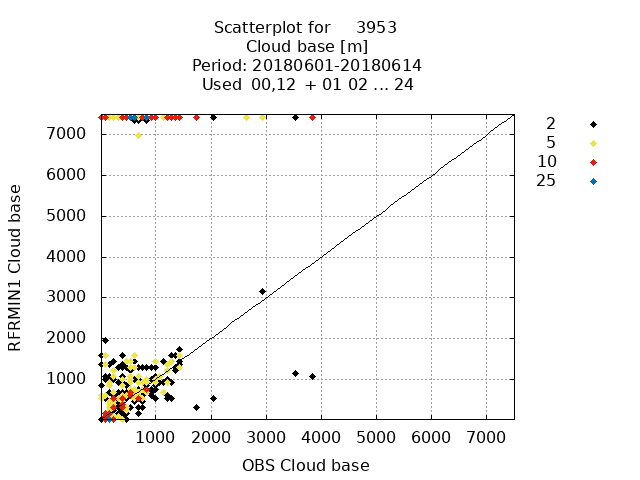 Scatterplot for 3953
Cloud base [m]
Period: 20180601-20180614
Used 00,12 + 01 02 ... 24
2
5
10
25
7000
6000
5000
4000
3000
2000
1000
RFRMIN1 Cloud base
1000 2000 3000 4000 5000 6000 7000
OBS Cloud base